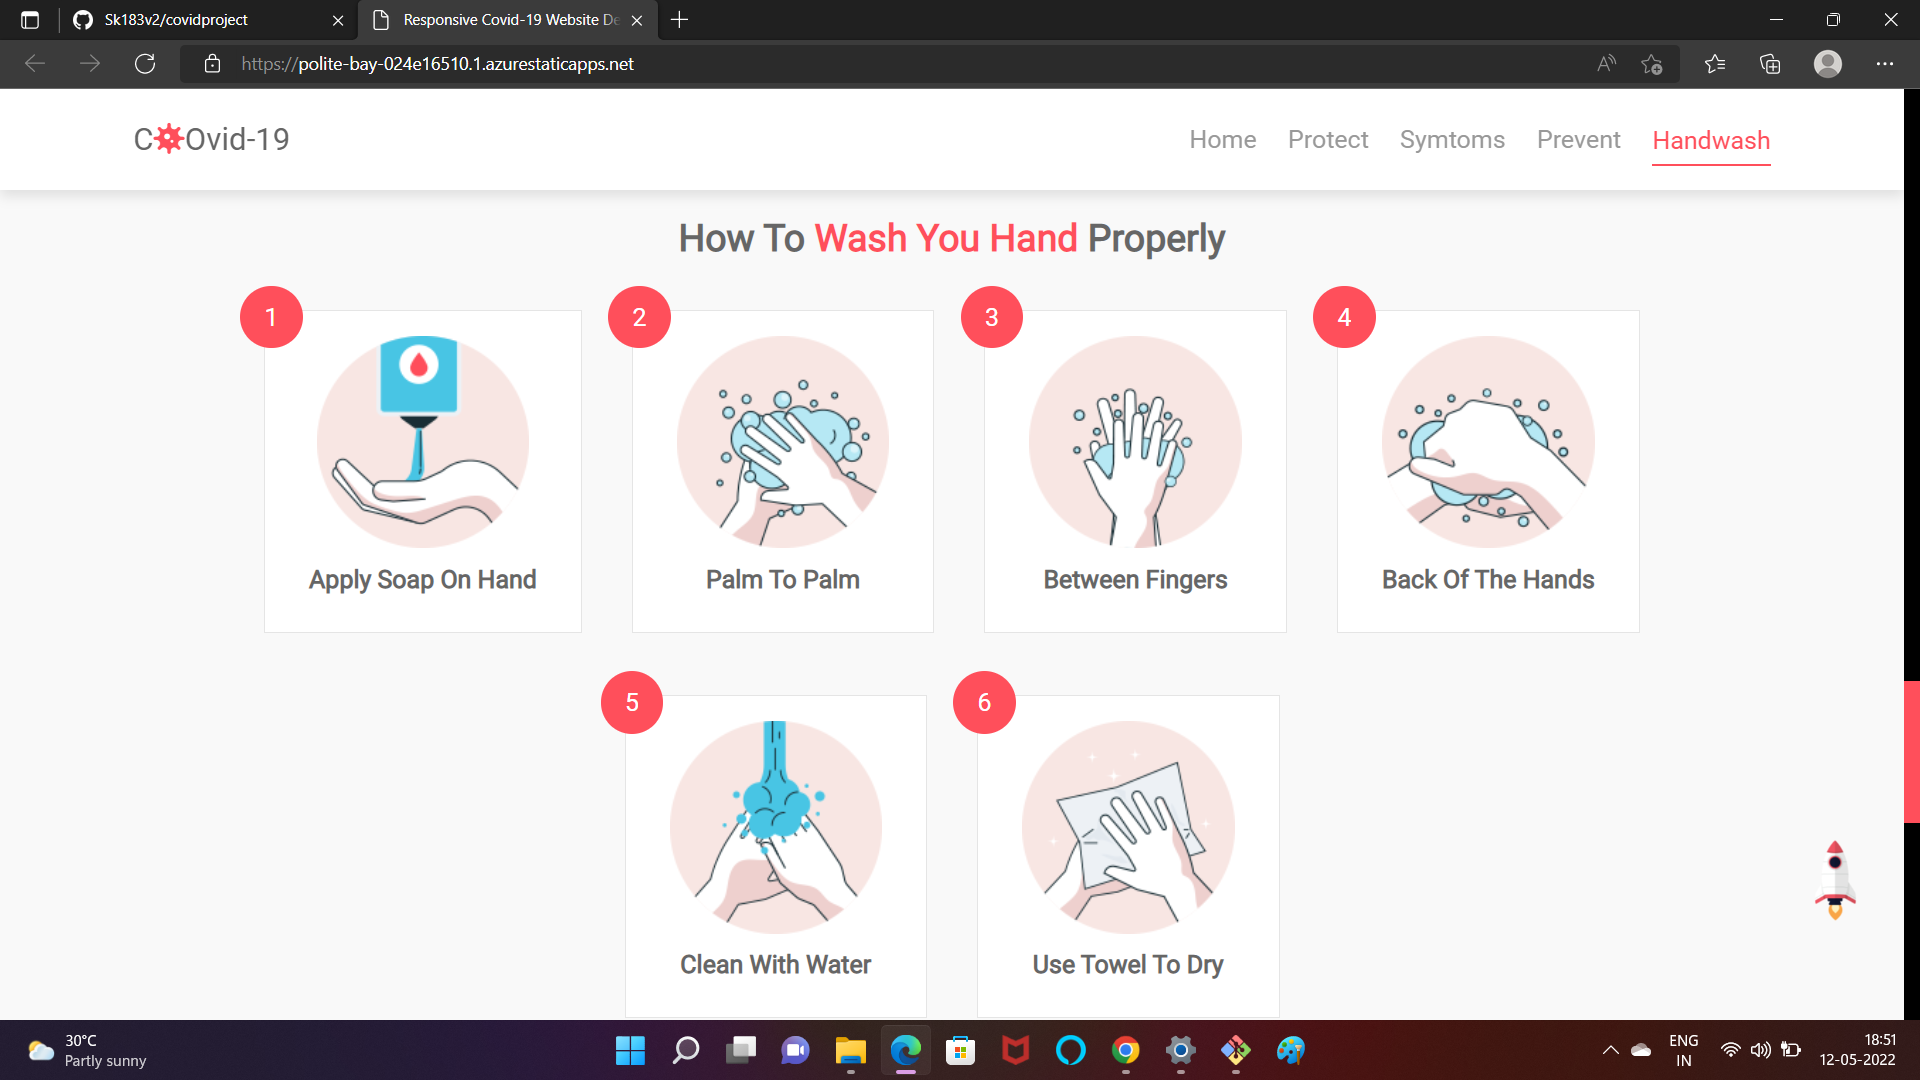 Sk183v2/covidproject
Responsive Covid-19 Website De
https://polite-bay-024e16510.1.azurestaticapps.net
C Ovid-19
Home Protect Symtoms Prevent Handwash
How To Wash You Hand Properly
1 2 3 4
Apply Soap On Hand Palm To Palm Between Fingers Back Of The Hands
5 6
Clean With Water Use Towel To Dry
30°C
Partly sunny
ENG
IN
18:51
12-05-2022